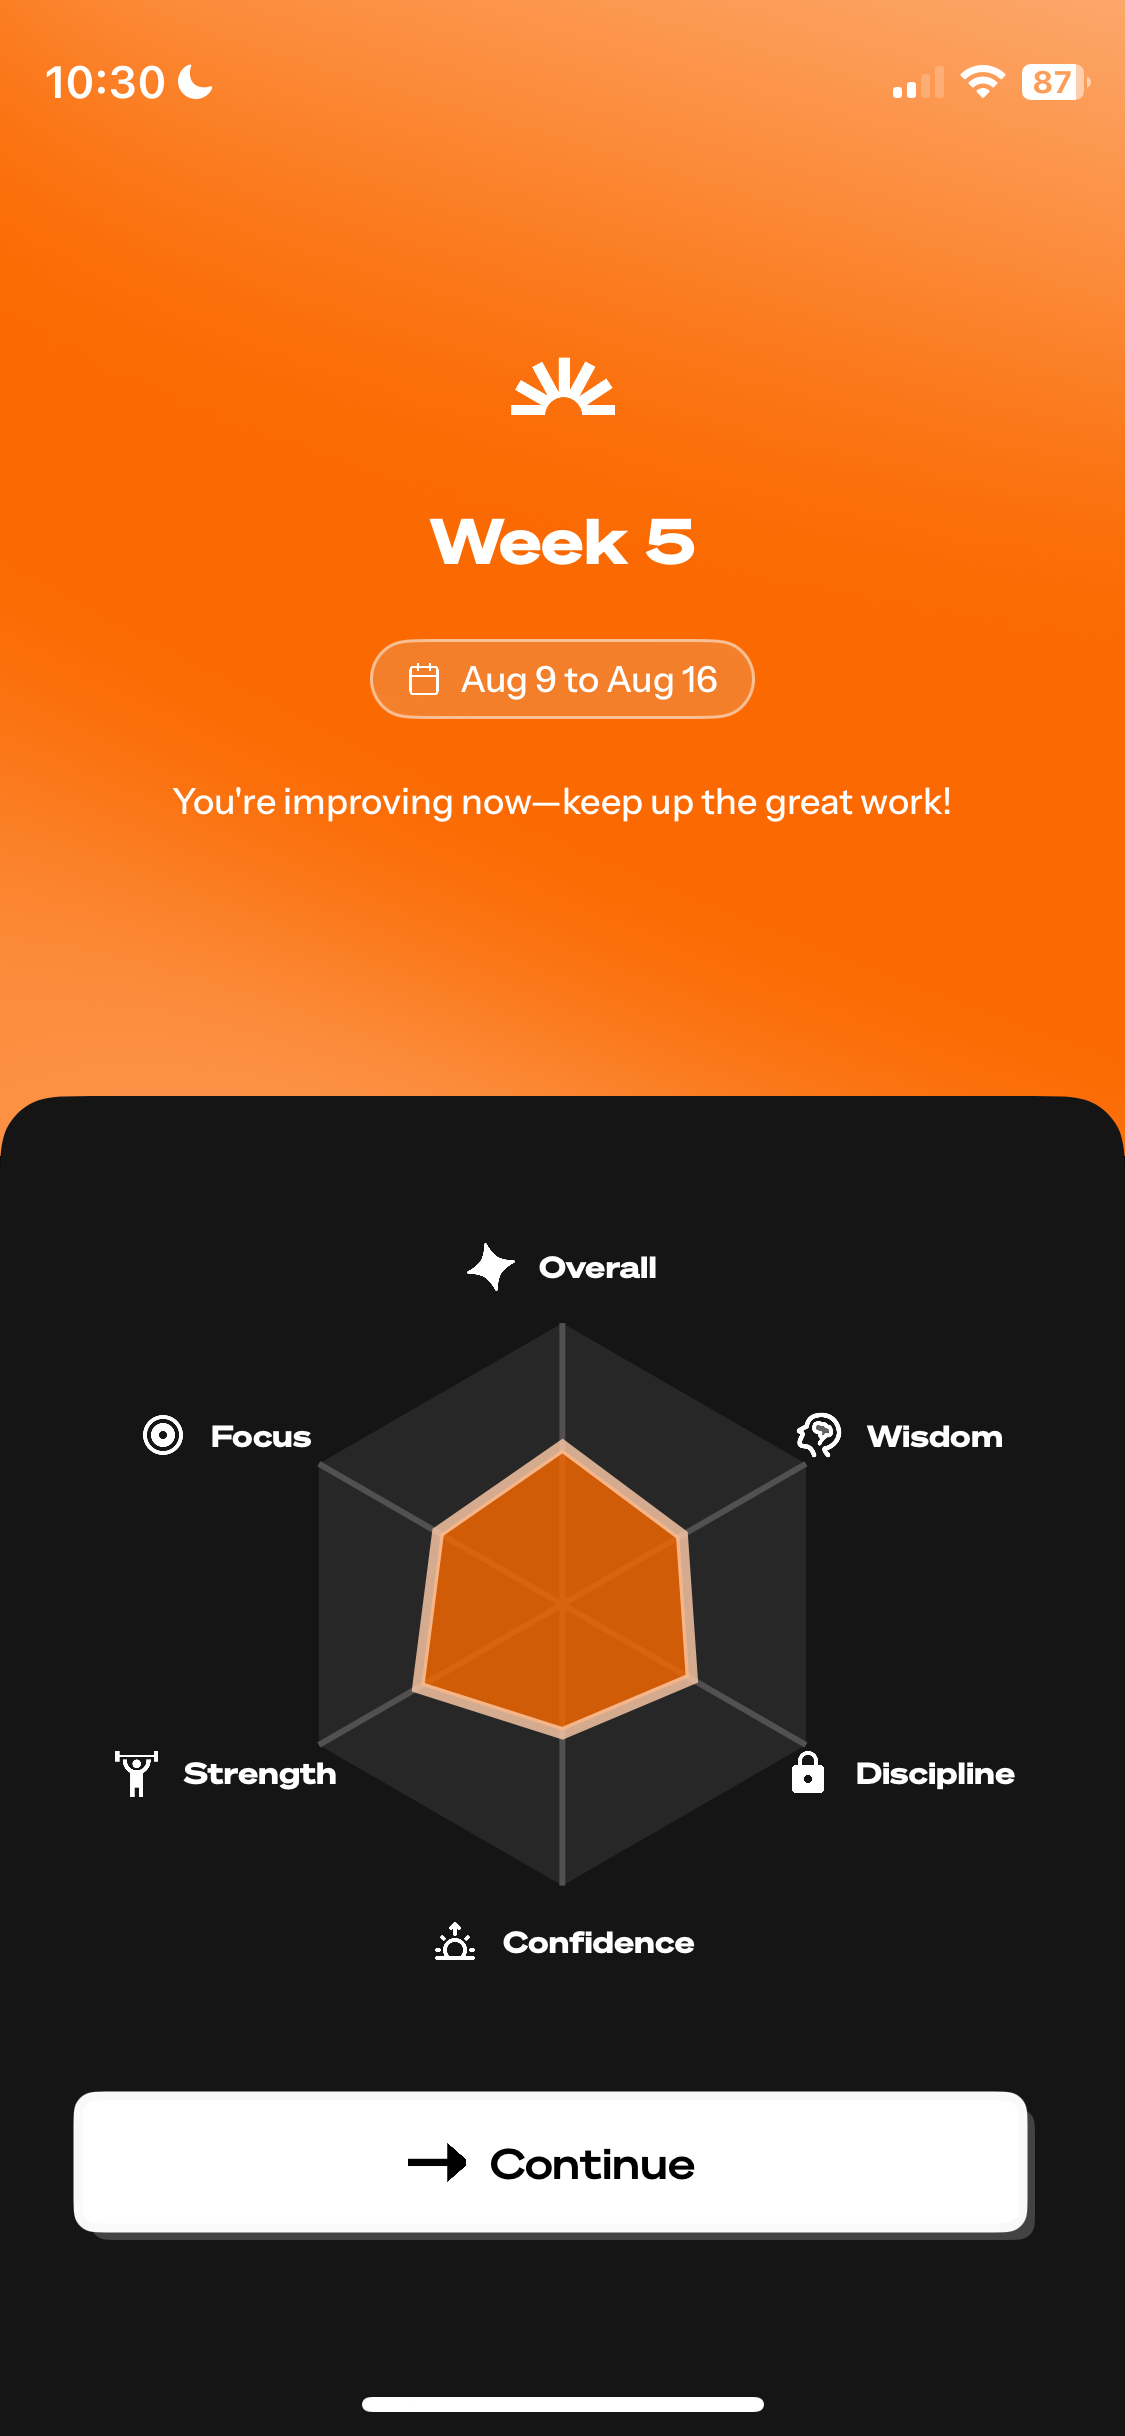 10:30
87
Week 5
Aug 9 to Aug 16
You're improving now—keep up the great work!
Overall
Focus
Wisdom
Strength
Discipline
Confidence
Continue